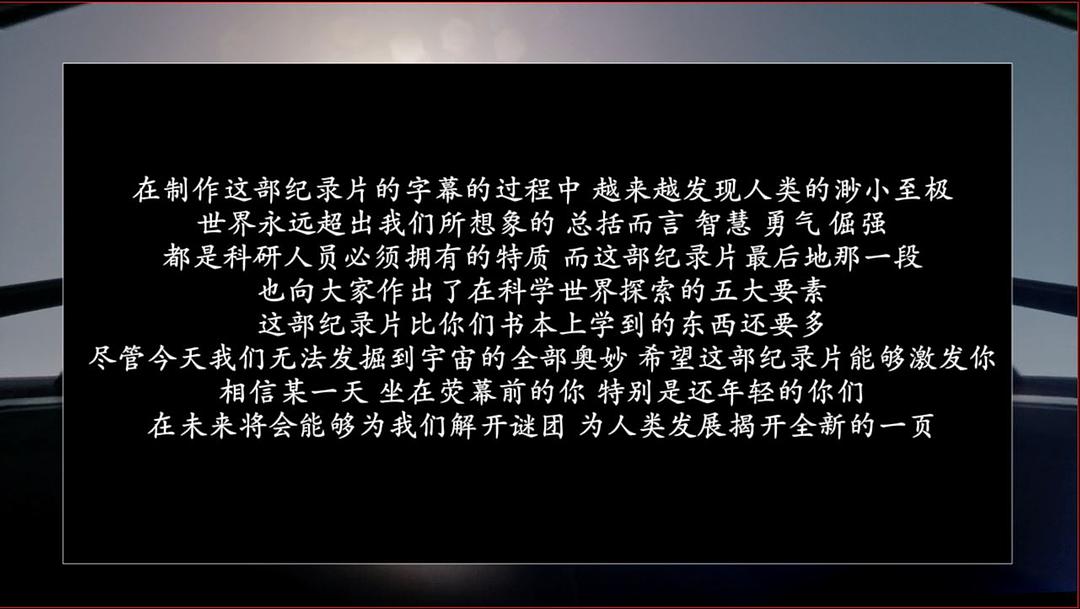 在制作这部纪录片的字幕的过程中 越来越发现人类的渺小至极
世界永远超出我们所想象的 总括而言 智慧 勇气 倔强
都是科研人员必须拥有的特质 而这部纪录片最后地那一段
也向大家作出了在科学世界探索的五大要素
这部纪录片比你们书本上学到的东西还要多
尽管今天我们无法发掘到宇宙的全部奥妙 希望这部纪录片能够激发你
相信某一天 坐在荧幕前的你 特别是还年轻的你们
在未来将会能够为我们解开谜团 为人类发展揭开全新的一页